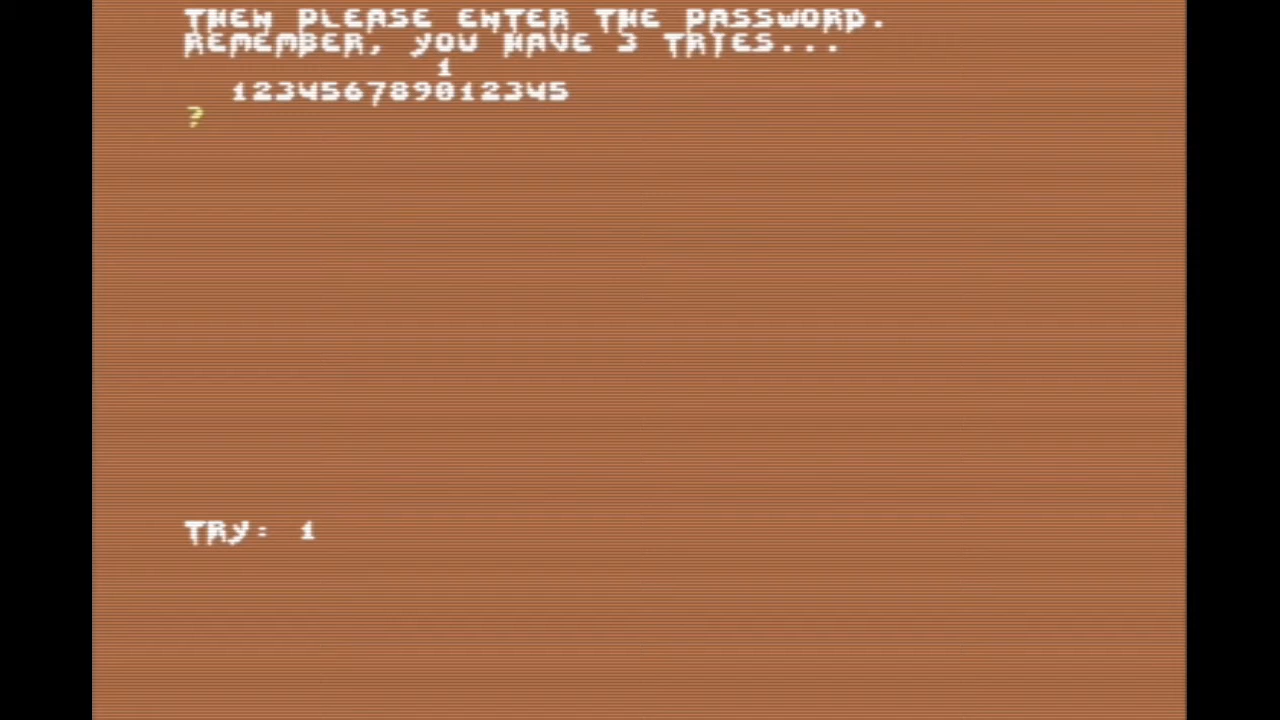 THEN PLEASE ENTER THE PASSWORD.
REMEMBER, YOU HAVE 3 TRIES...
1
123456789012345
?
TRY: 1